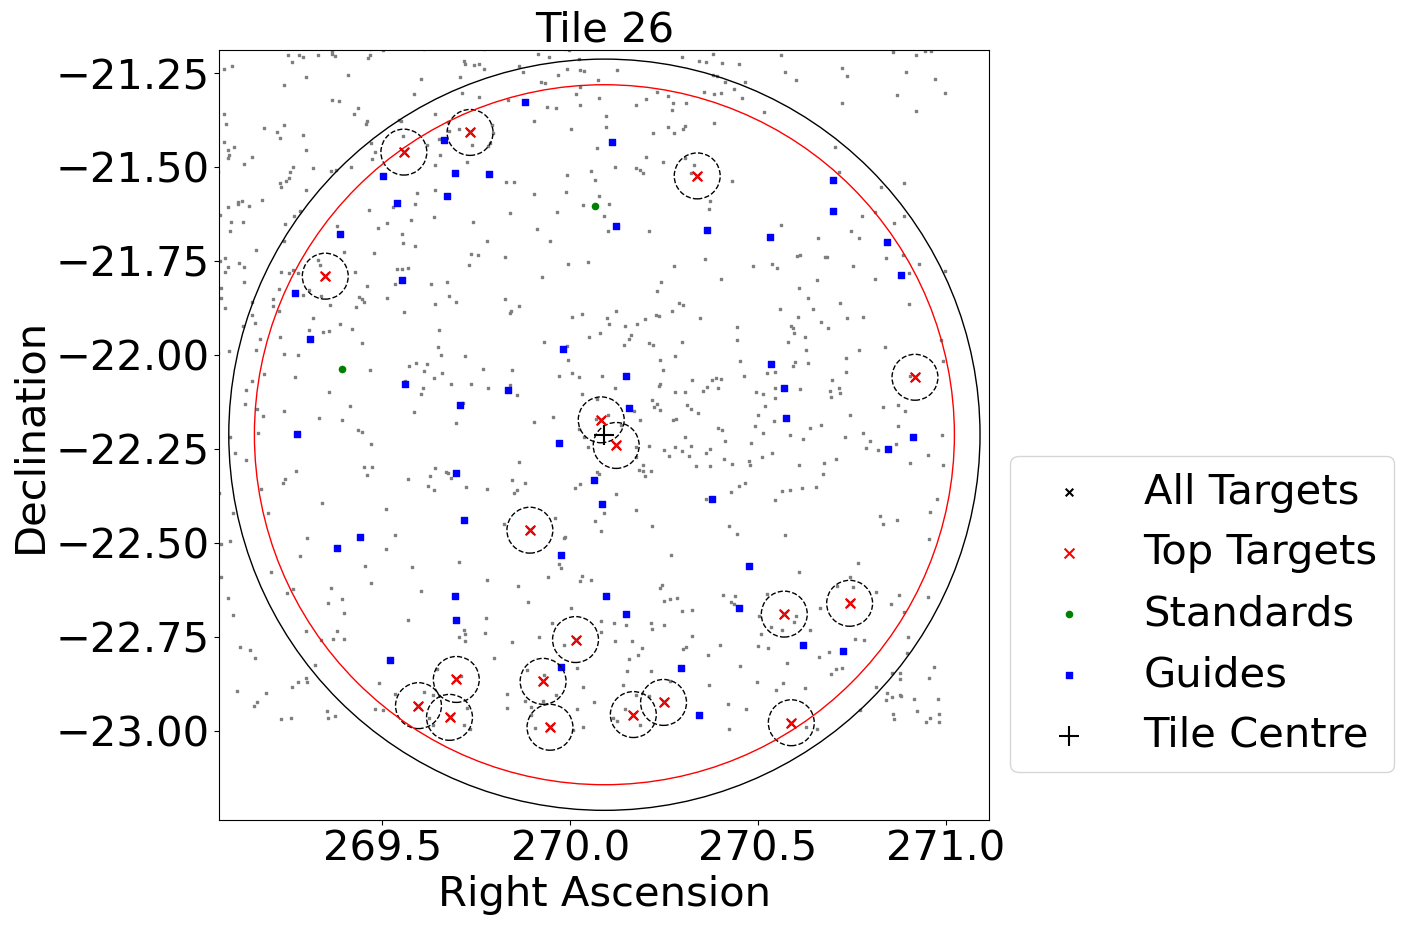 Tile 26
−21.25
−21.50
−21.75
−22.00
−22.25
−22.50
−22.75
−23.00
Declination
269.5 270.0 270.5 271.0
Right Ascension
All Targets
Top Targets
Standards
Guides
Tile Centre